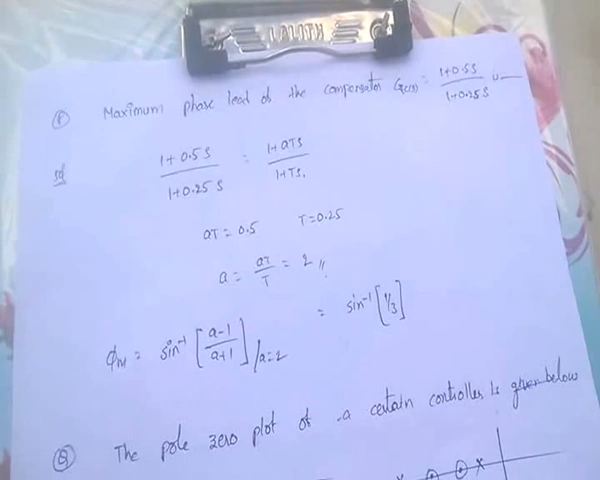 LALITH
Q Maximum phase lead of the compensator Gc(s) = (1+0.5S)/(1+0.25S) is —
Sol (1+0.5S)/(1+0.25S) = (1+aTS)/(1+TS)
aT = 0.5 T=0.25
a = aT/T = 2 //
ϕm = sin⁻¹ [(a-1)/(a+1)] /a=2 = sin⁻¹ [1/3]
Q The pole zero plot of a certain controller is given below